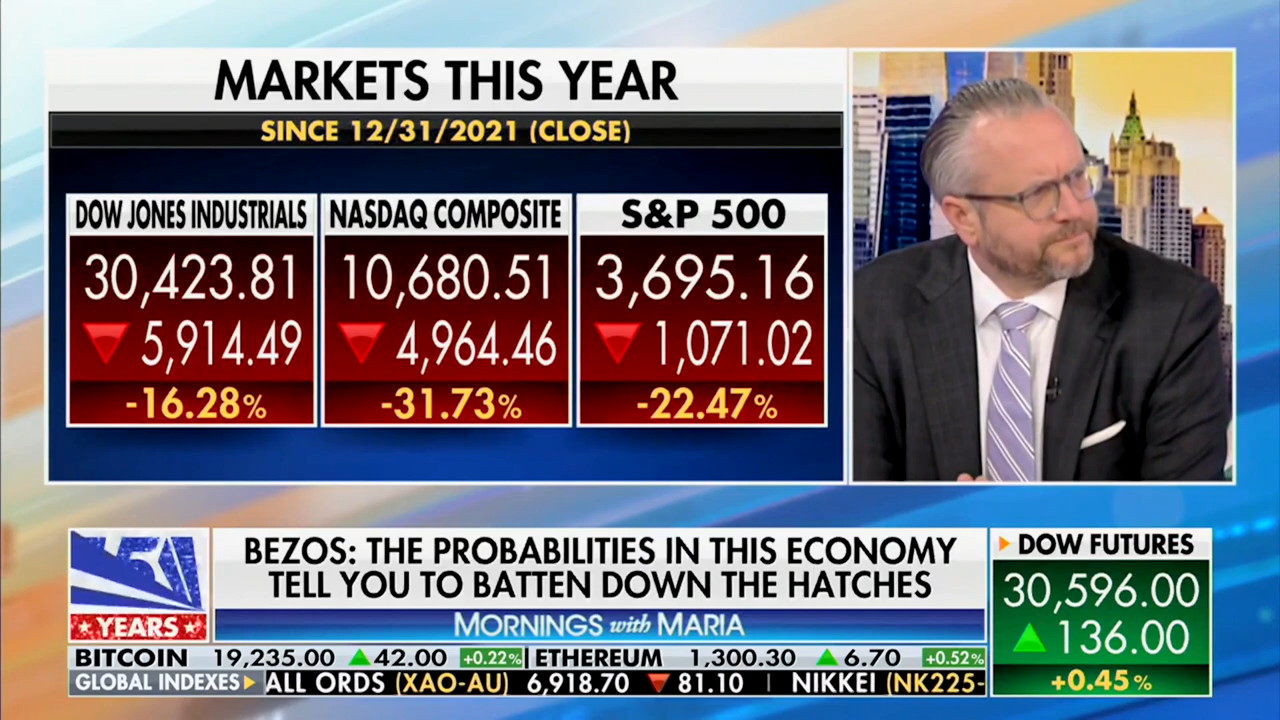 MARKETS THIS YEAR
SINCE 12/31/2021 (CLOSE)
DOW JONES INDUSTRIALS
30,423.81
5,914.49
-16.28%
NASDAQ COMPOSITE
10,680.51
4,964.46
-31.73%
S&P 500
3,695.16
1,071.02
-22.47%
YEARS
BEZOS: THE PROBABILITIES IN THIS ECONOMY
TELL YOU TO BATTEN DOWN THE HATCHES
MORNINGS with MARIA
DOW FUTURES
30,596.00
136.00
+0.45%
BITCOIN 19,235.00 42.00 +0.22% ETHEREUM 1,300.30 6.70 +0.52%
GLOBAL INDEXES ALL ORDS (XAO-AU) 6,918.70 81.10 | NIKKEI (NK225-